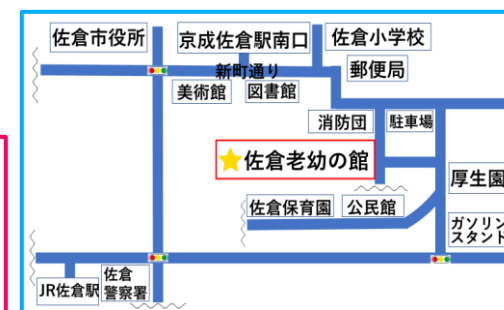 佐倉市役所
京成佐倉駅南口
佐倉小学校
新町通り
郵便局
美術館
図書館
消防団
駐車場
佐倉老幼の館
厚生園
佐倉保育園
公民館
ガソリン
スタンド
JR佐倉駅
佐倉
警察署